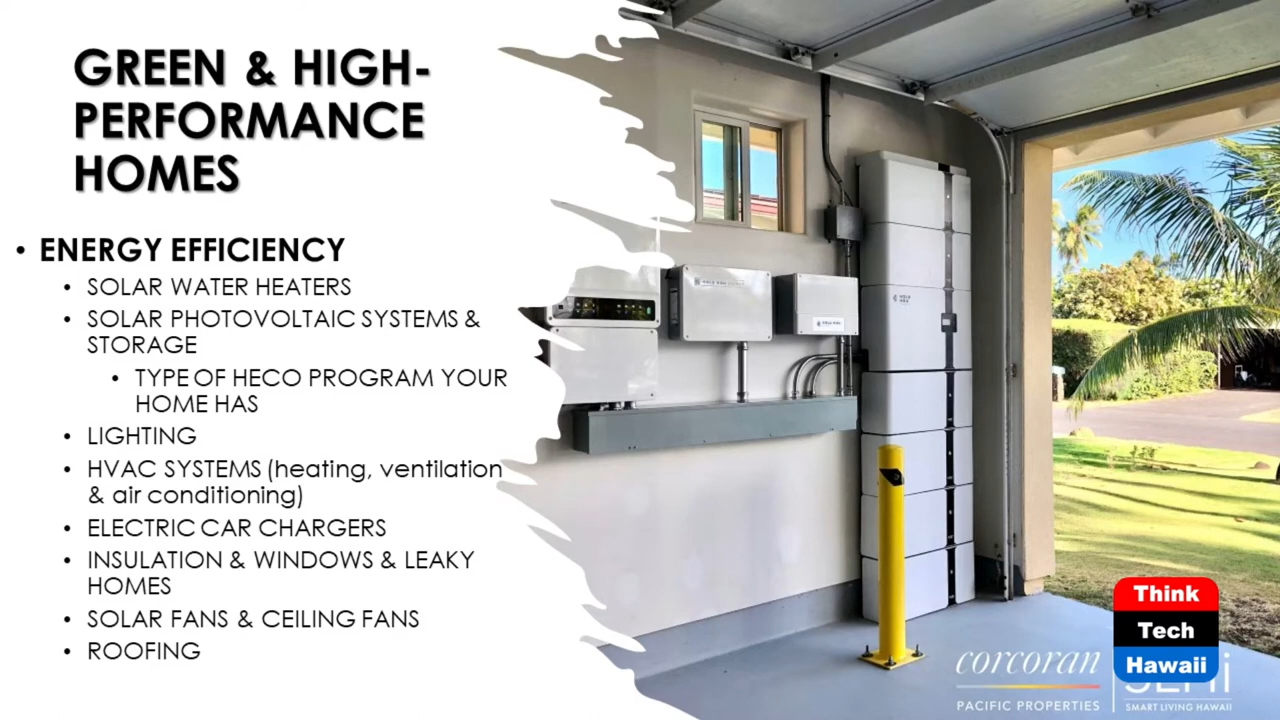 GREEN & HIGH-
PERFORMANCE
HOMES
• ENERGY EFFICIENCY
• SOLAR WATER HEATERS
• SOLAR PHOTOVOLTAIC SYSTEMS &
STORAGE
• TYPE OF HECO PROGRAM YOUR
HOME HAS
• LIGHTING
• HVAC SYSTEMS (heating, ventilation
& air conditioning)
• ELECTRIC CAR CHARGERS
• INSULATION & WINDOWS & LEAKY
HOMES
• SOLAR FANS & CEILING FANS
• ROOFING
Think
Tech
Hawaii
corcoran
PACIFIC PROPERTIES
SMART LIVING HAWAII